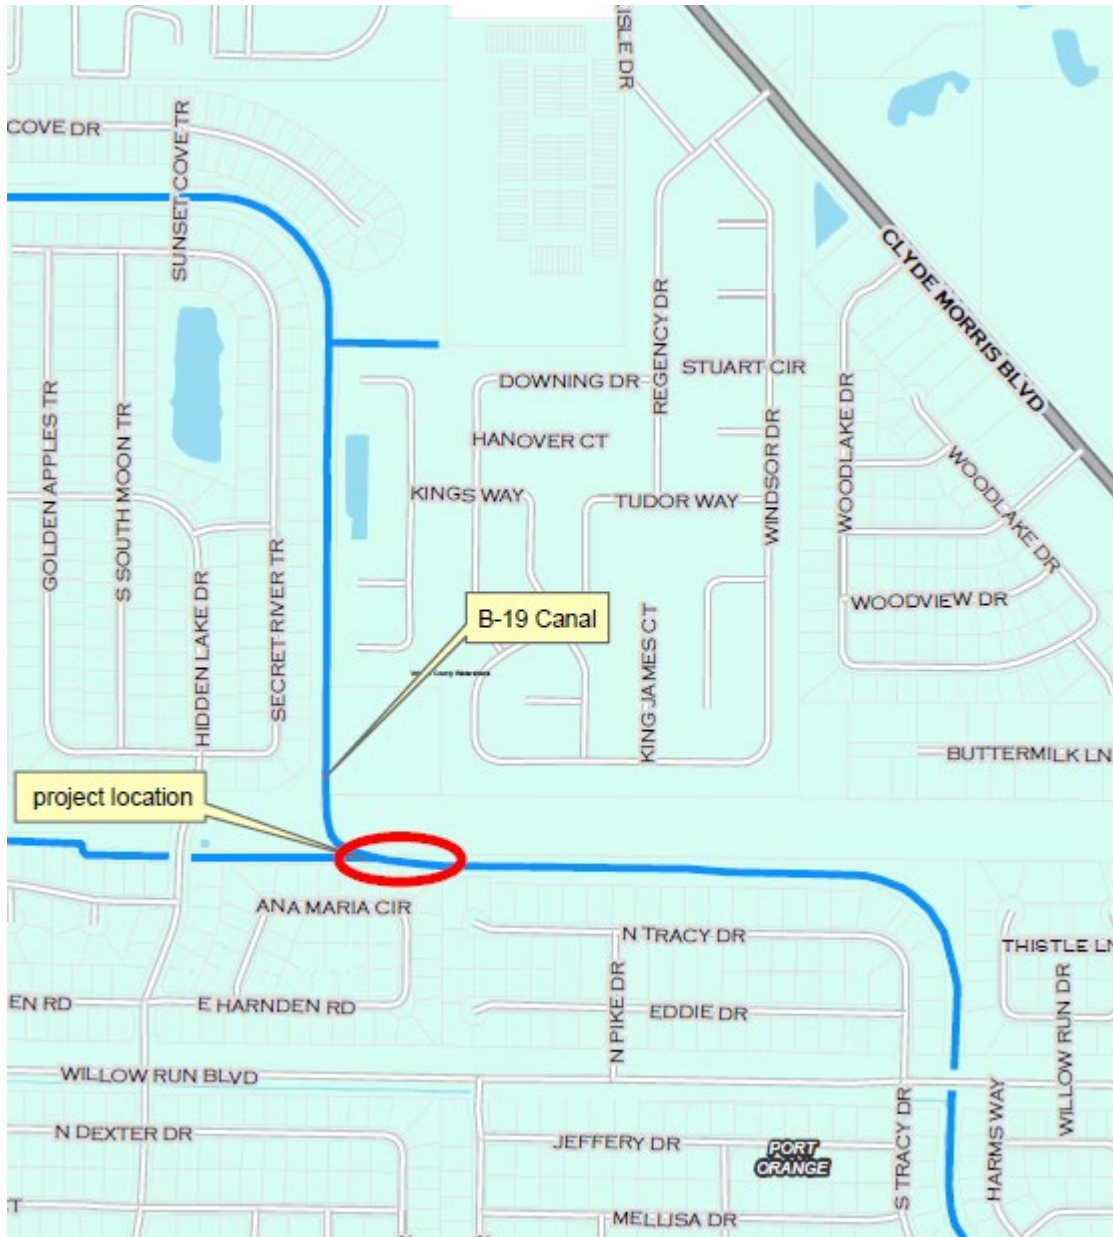 ISLE DR
COVE DR
SUNSET COVE TR
CLYDE MORRIS BLVD
REGENCY DR
STUART CIR
DOWNING DR
HANOVER CT
KINGS WAY
TUDOR WAY
WINDSOR DR
WOODLAKE DR
WOODLAKE DR
WOODVIEW DR
GOLDEN APPLES TR
S SOUTH MOON TR
HIDDEN LAKE DR
SECRET RIVER TR
B-19 Canal
KING JAMES CT
BUTTERMILK LN
project location
ANA MARIA CIR
N TRACY DR
THISTLE LN
EN RD
E HARNDEN RD
N PIKE DR
EDDIE DR
WILLOW RUN DR
WILLOW RUN BLVD
S TRACY DR
HARMS WAY
N DEXTER DR
JEFFERY DR
PORT
ORANGE
MELLISA DR